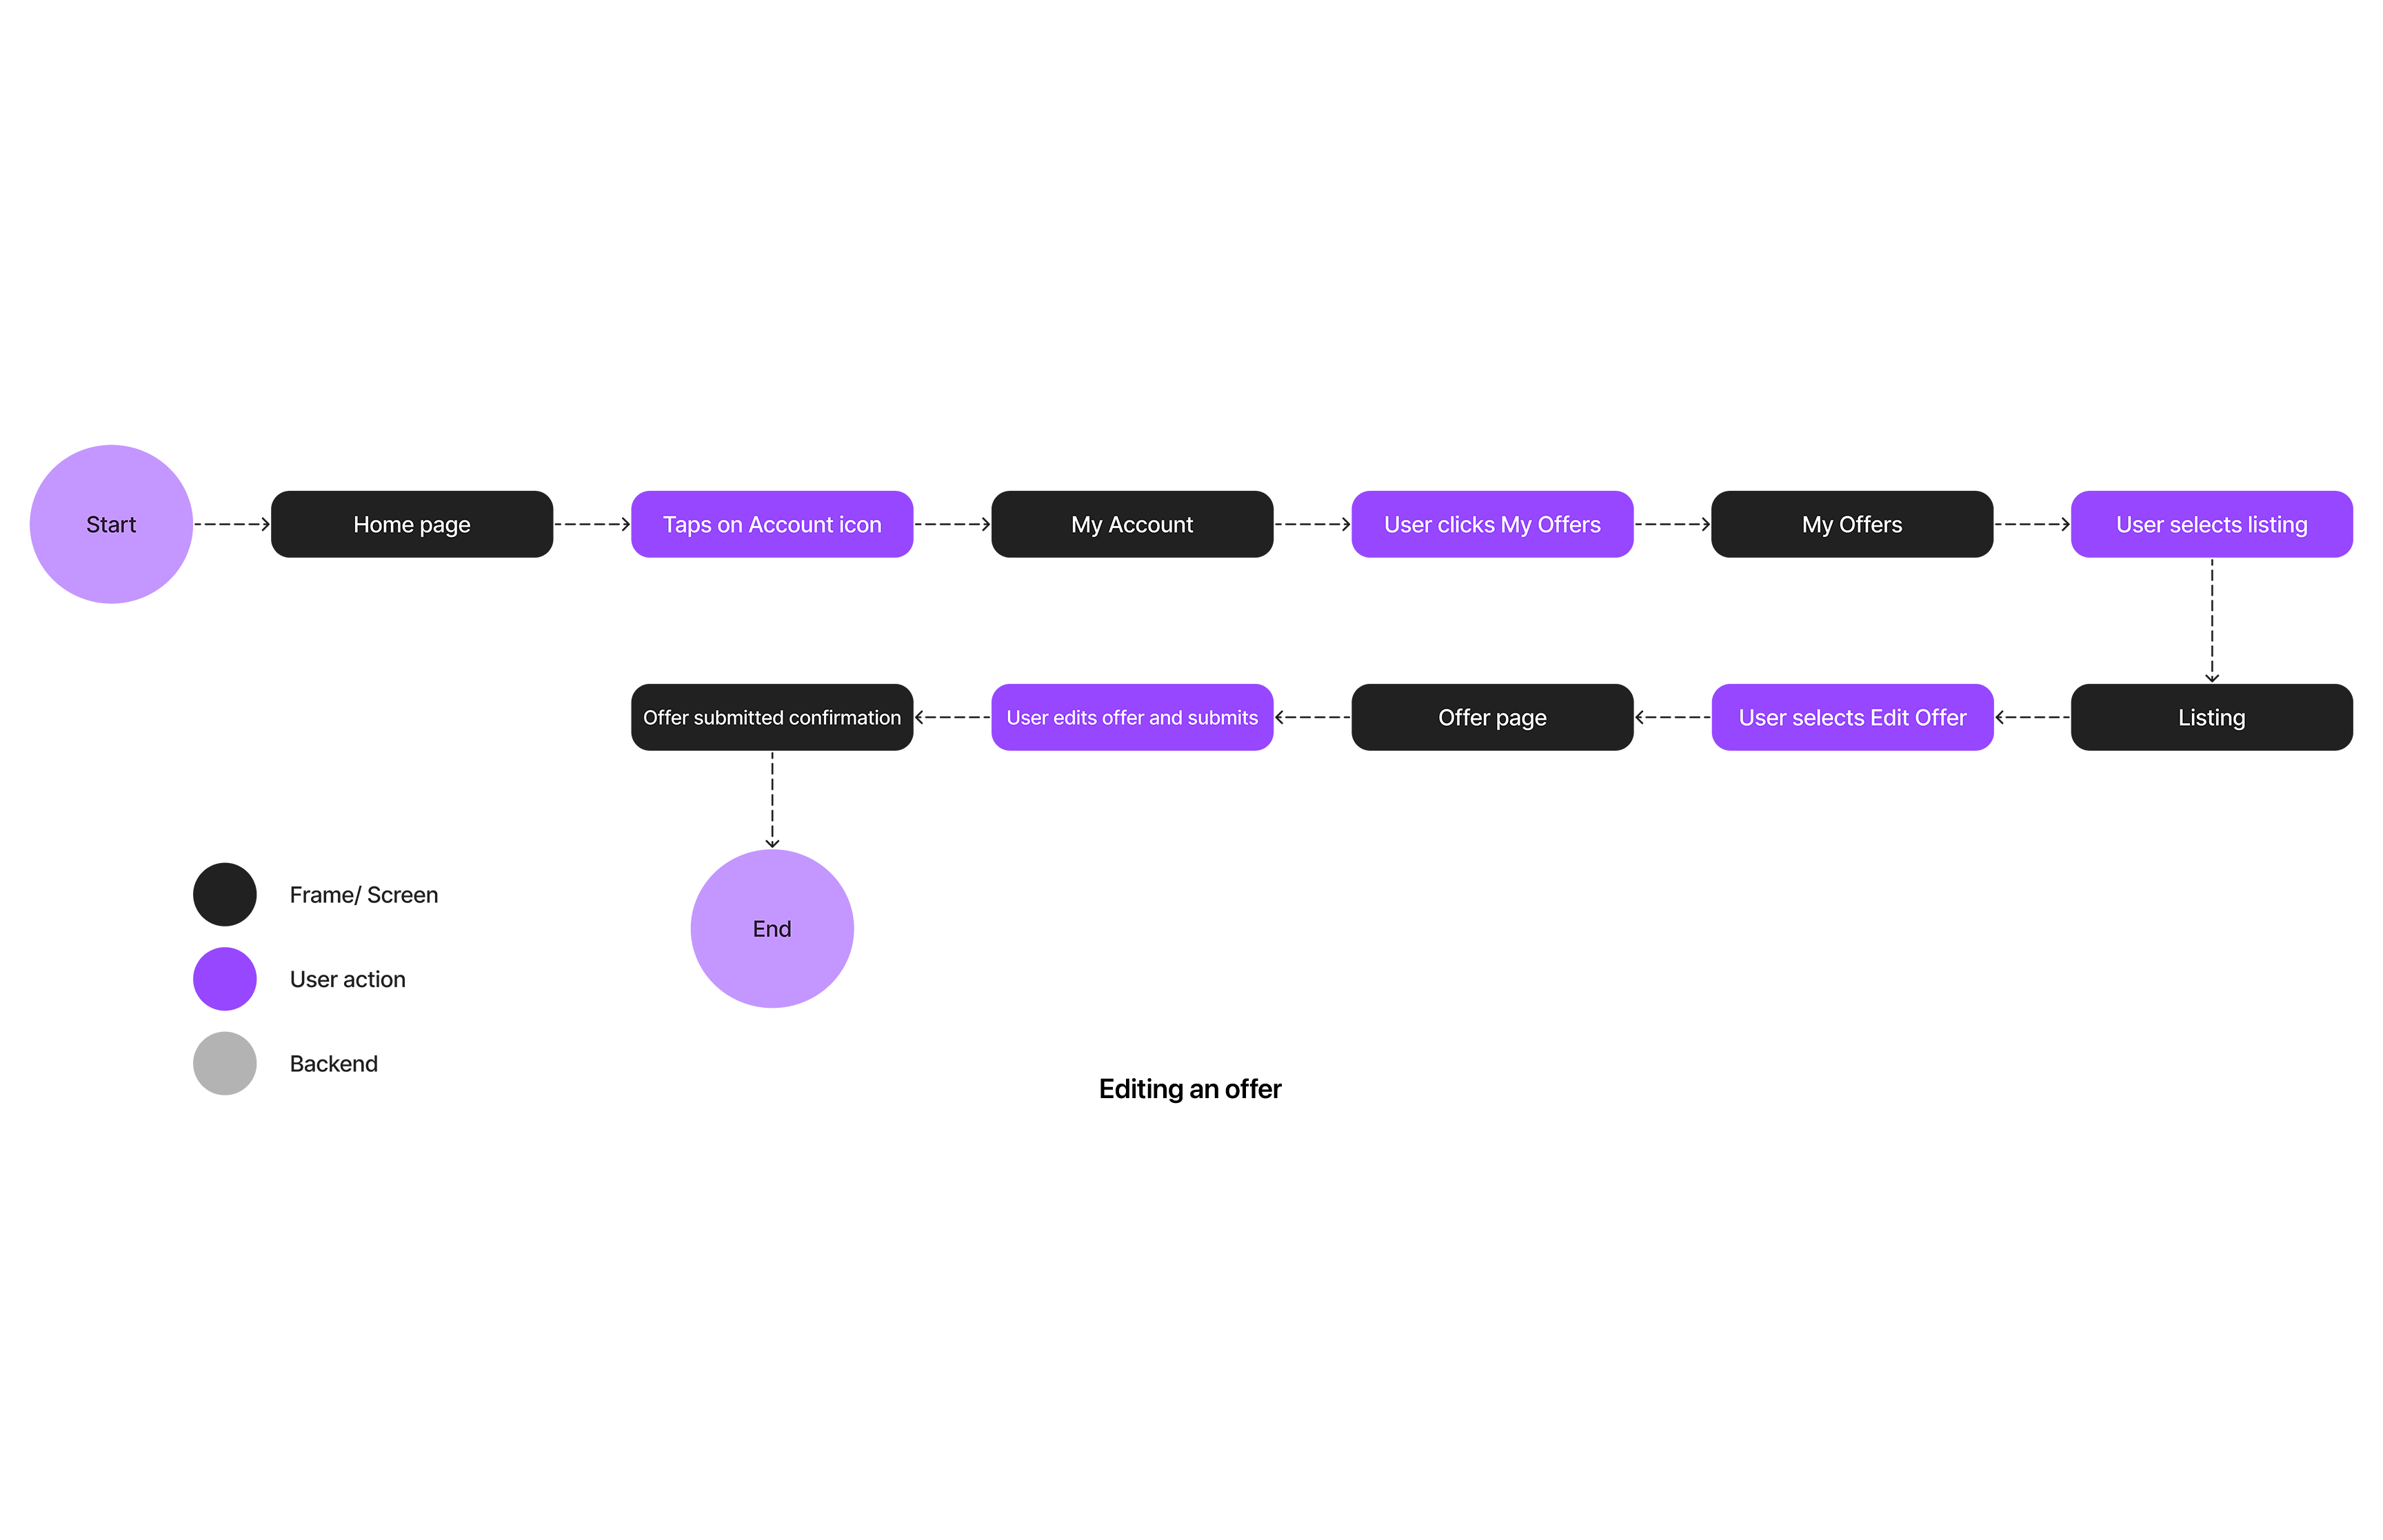 Start
Home page
Taps on Account icon
My Account
User clicks My Offers
My Offers
User selects listing
Offer submitted confirmation
User edits offer and submits
Offer page
User selects Edit Offer
Listing
Frame/ Screen
User action
Backend
End
Editing an offer